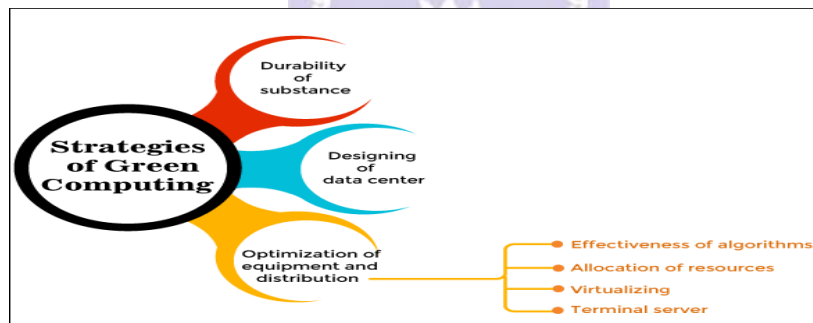 Strategies
of Green
Computing
Durability
of
substance
Designing
of
data center
Optimization of
equipment and
distribution
Effectiveness of algorithms
Allocation of resources
Virtualizing
Terminal server